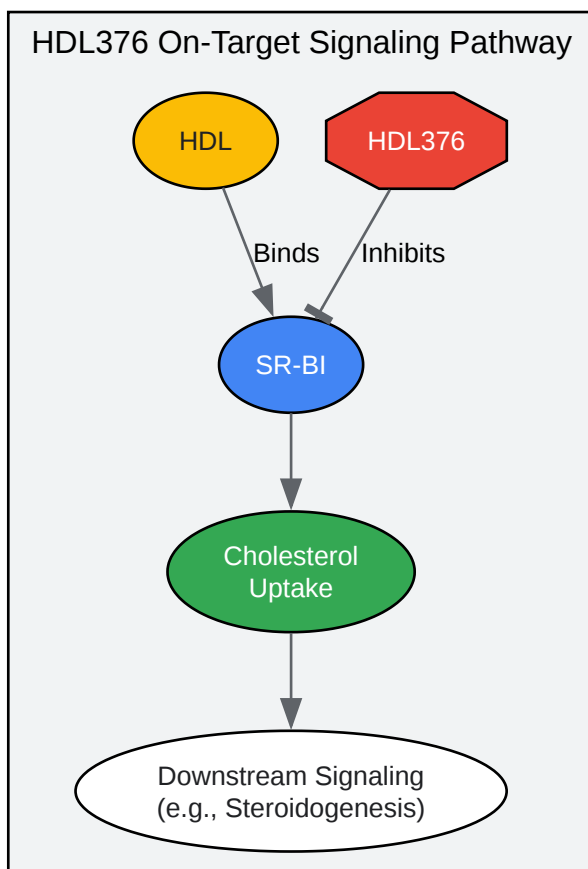 HDL376 On-Target Signaling Pathway
HDL
HDL376
Binds
Inhibits
SR-BI
Cholesterol
Uptake
Downstream Signaling
(e.g., Steroidogenesis)